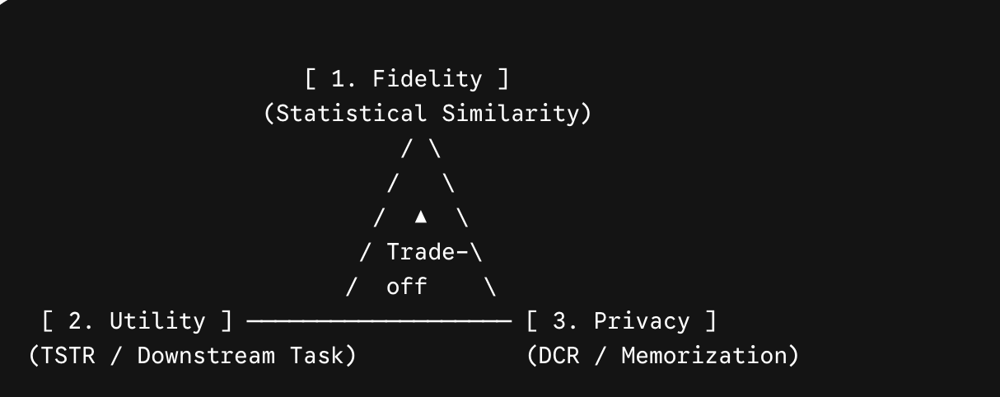 [ 1. Fidelity ]
(Statistical Similarity)
/ \
/ \
/ ▲ \
/ Trade-\
/ off \
[ 2. Utility ] ─────────────────── [ 3. Privacy ]
(TSTR / Downstream Task) (DCR / Memorization)